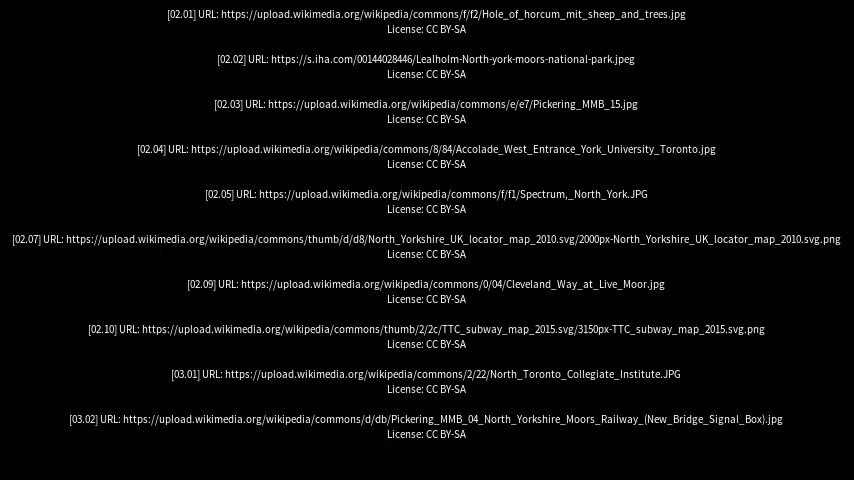 [02.01] URL: https://upload.wikimedia.org/wikipedia/commons/f/f2/Hole_of_horcum_mit_sheep_and_trees.jpg
License: CC BY-SA
[02.02] URL: https://s.iha.com/00144028446/Lealholm-North-york-moors-national-park.jpeg
License: CC BY-SA
[02.03] URL: https://upload.wikimedia.org/wikipedia/commons/e/e7/Pickering_MMB_15.jpg
License: CC BY-SA
[02.04] URL: https://upload.wikimedia.org/wikipedia/commons/8/84/Accolade_West_Entrance_York_University_Toronto.jpg
License: CC BY-SA
[02.05] URL: https://upload.wikimedia.org/wikipedia/commons/f/f1/Spectrum,_North_York.JPG
License: CC BY-SA
[02.07] URL: https://upload.wikimedia.org/wikipedia/commons/thumb/d/d8/North_Yorkshire_UK_locator_map_2010.svg/2000px-North_Yorkshire_UK_locator_map_2010.svg.png
License: CC BY-SA
[02.09] URL: https://upload.wikimedia.org/wikipedia/commons/0/04/Cleveland_Way_at_Live_Moor.jpg
License: CC BY-SA
[02.10] URL: https://upload.wikimedia.org/wikipedia/commons/thumb/2/2c/TTC_subway_map_2015.svg/3150px-TTC_subway_map_2015.svg.png
License: CC BY-SA
[03.01] URL: https://upload.wikimedia.org/wikipedia/commons/2/22/North_Toronto_Collegiate_Institute.JPG
License: CC BY-SA
[03.02] URL: https://upload.wikimedia.org/wikipedia/commons/d/db/Pickering_MMB_04_North_Yorkshire_Moors_Railway_(New_Bridge_Signal_Box).jpg
License: CC BY-SA